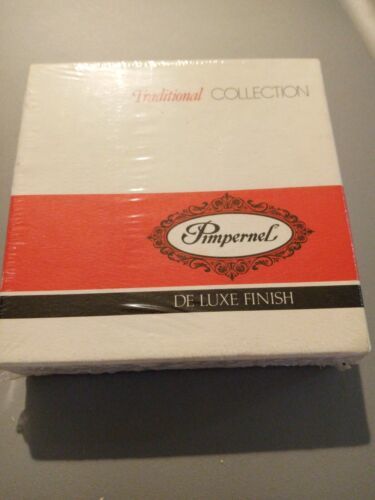 Traditional COLLECTION
Pimpernel
DE LUXE FINISH